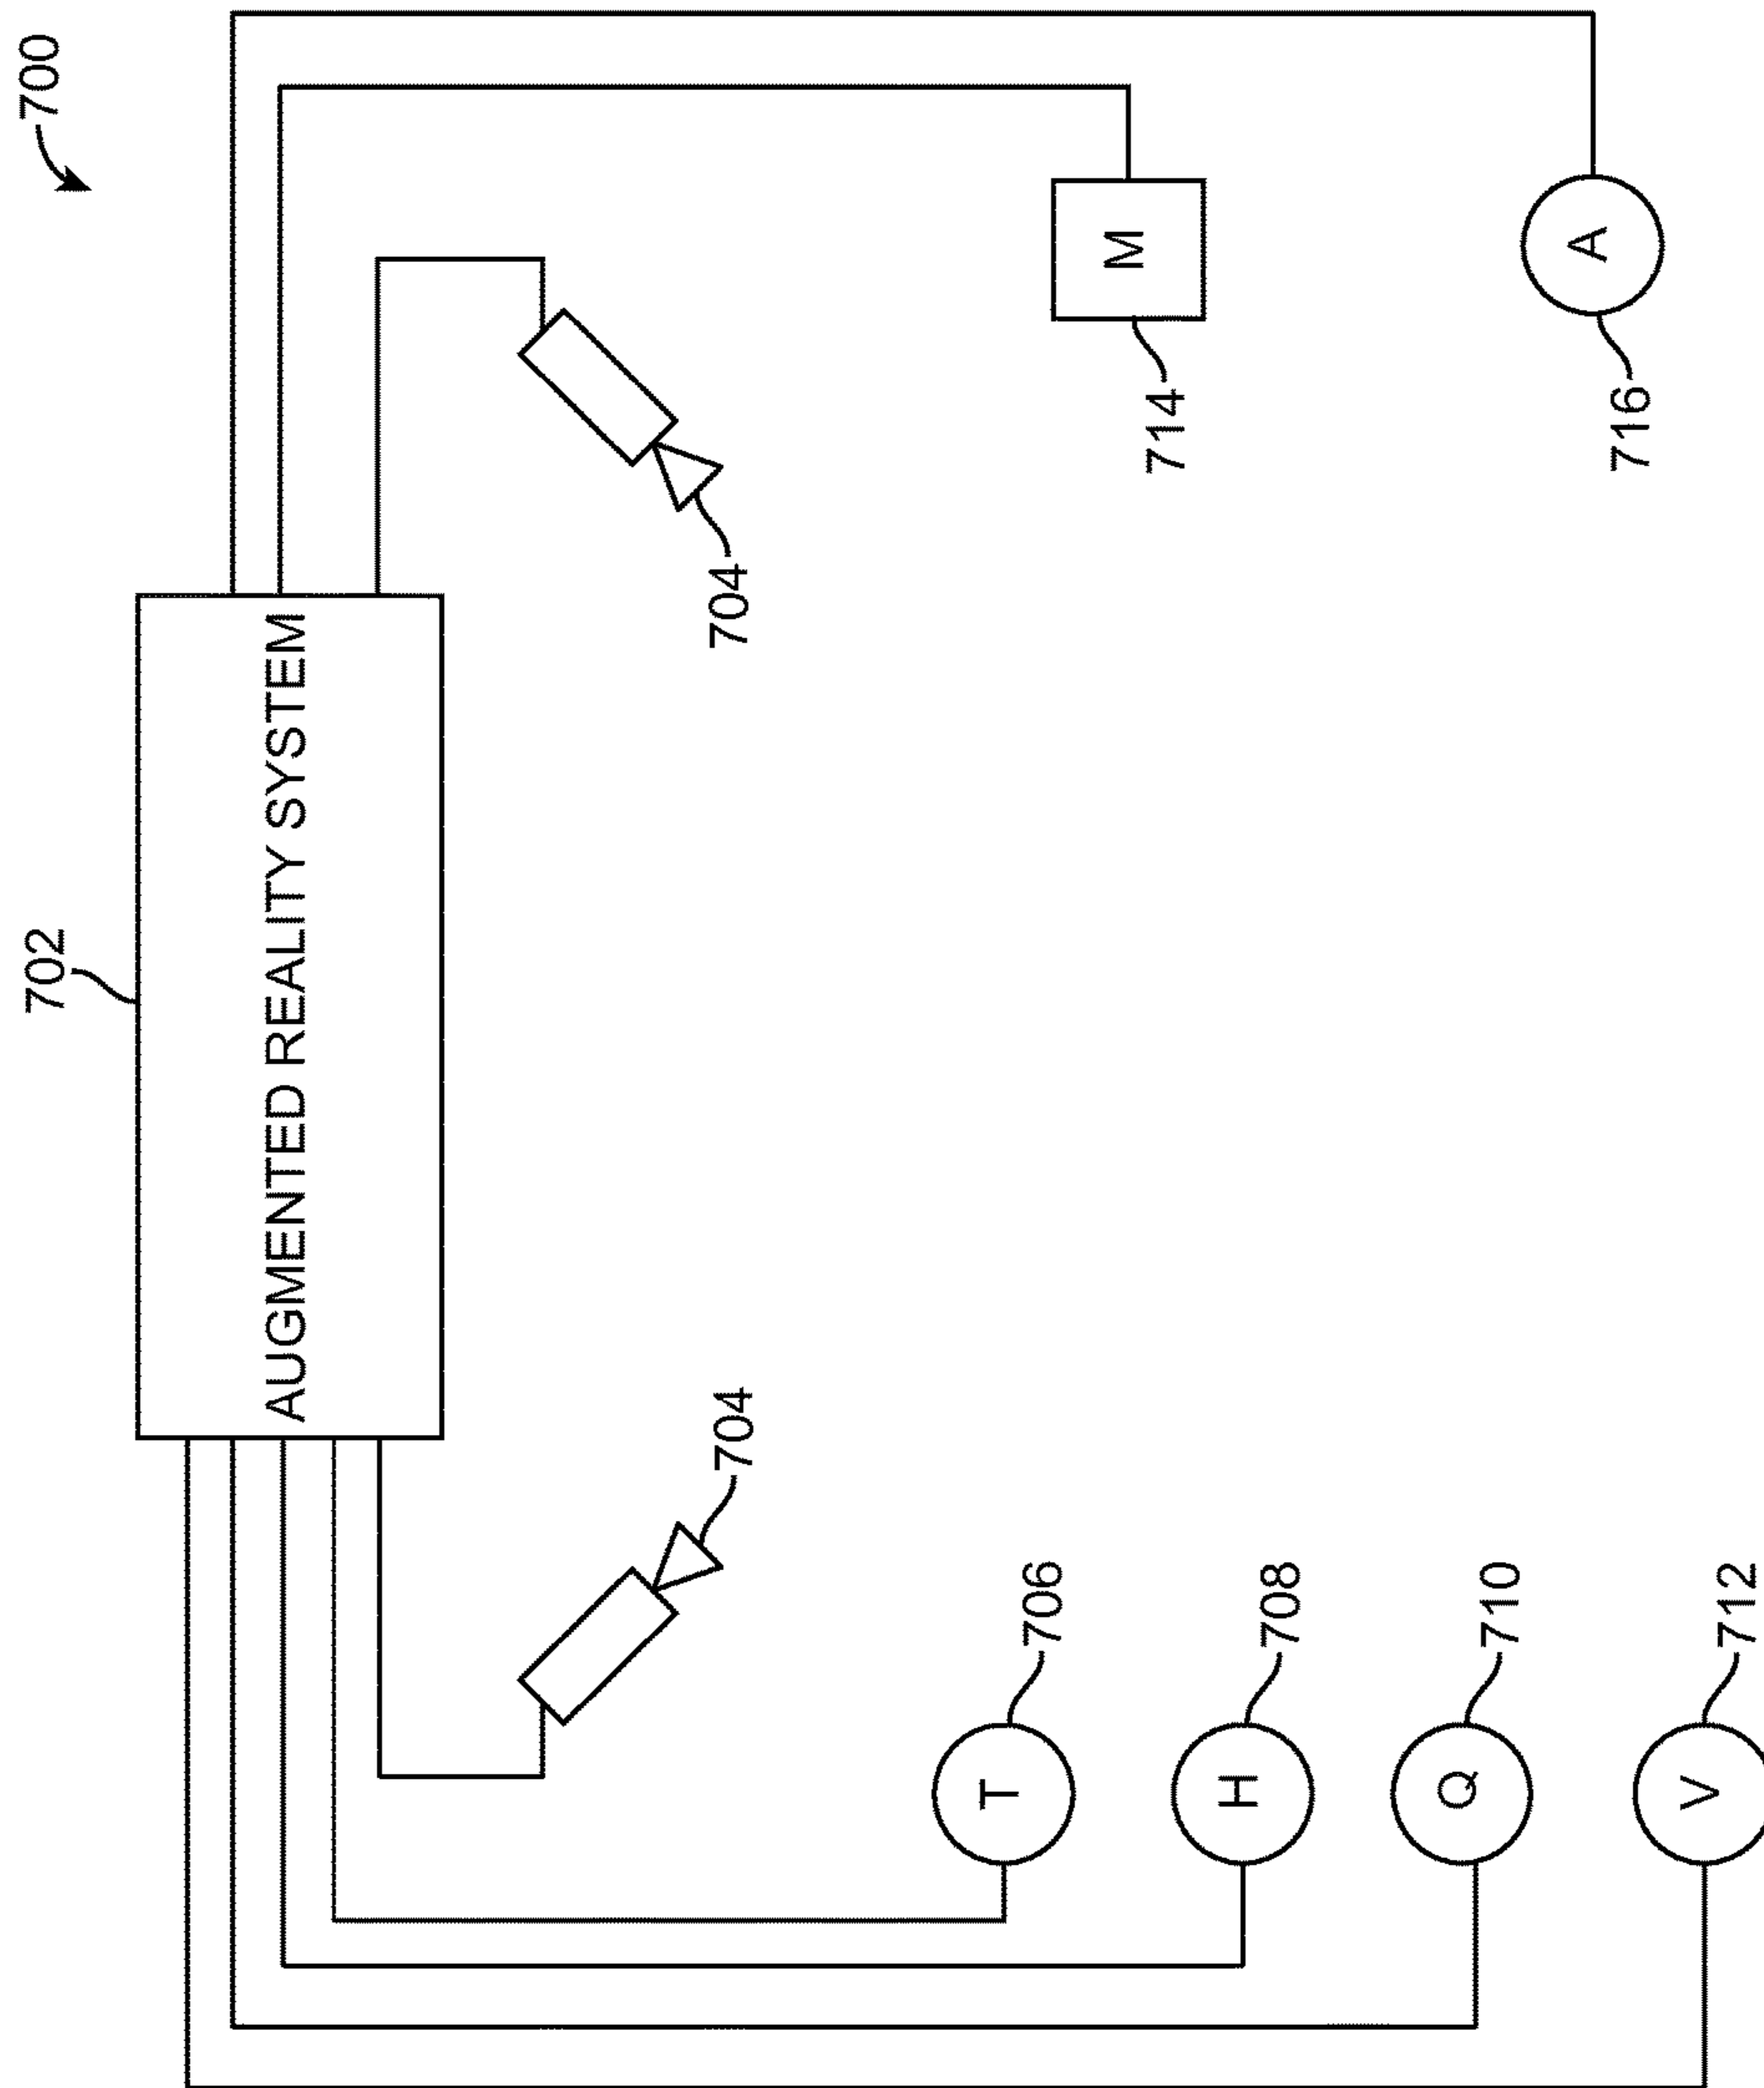 700
702
AUGMENTED REALITY SYSTEM
704
704
T
706
H
708
Q
710
V
712
M
714
A
716